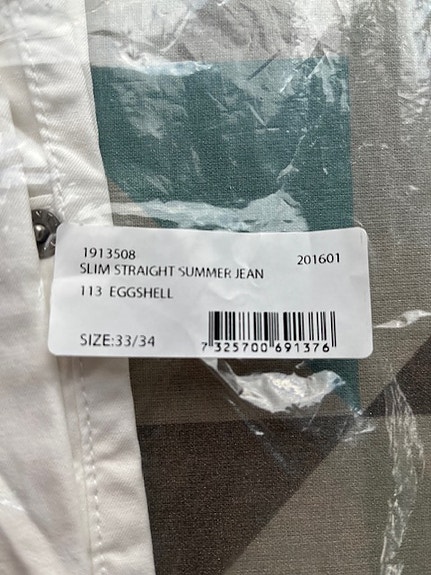 1913508 201601
SLIM STRAIGHT SUMMER JEAN
113 EGGSHELL
SIZE:33/34
7 325700 691376